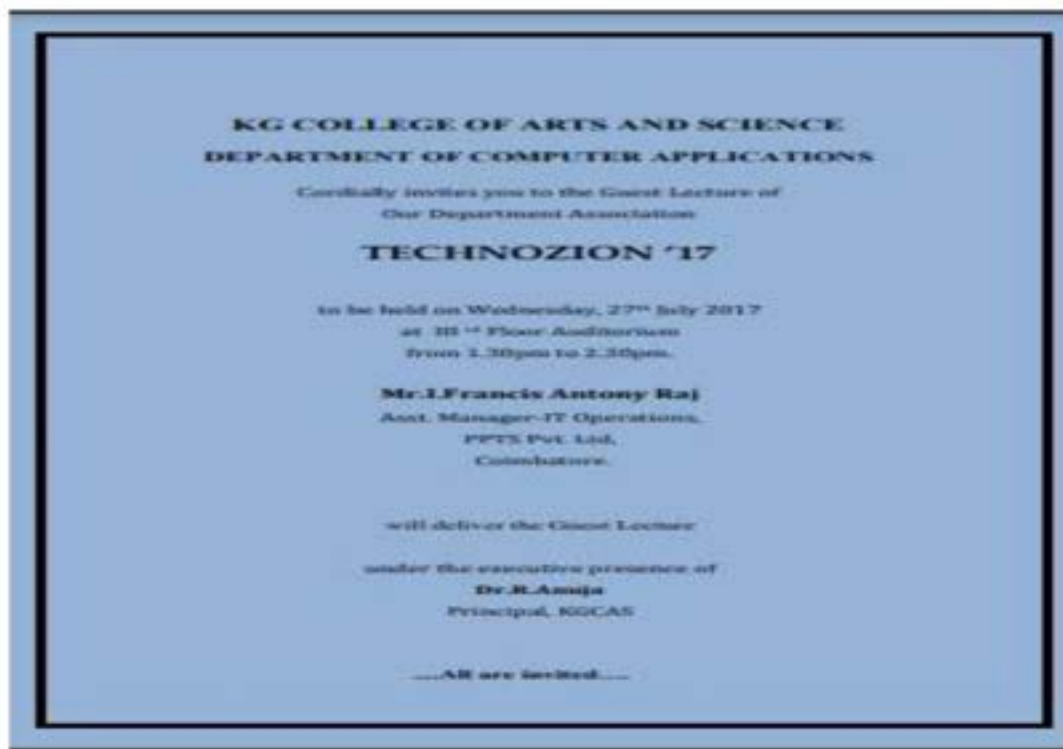 KG COLLEGE OF ARTS AND SCIENCE
DEPARTMENT OF COMPUTER APPLICATIONS
Cordially invites you to the Guest Lecture of
Our Department Association
TECHNOZION '17
to be held on Wednesday, 27th July 2017
at III rd Floor Auditorium
from 1.30pm to 2.30pm.
Mr.I.Francis Antony Raj
Asst. Manager-IT Operations,
PPTS Pvt. Ltd,
Coimbatore.
will deliver the Guest Lecture
under the executive presence of
Dr.R.Anuja
Principal, KGCAS
....All are invited....